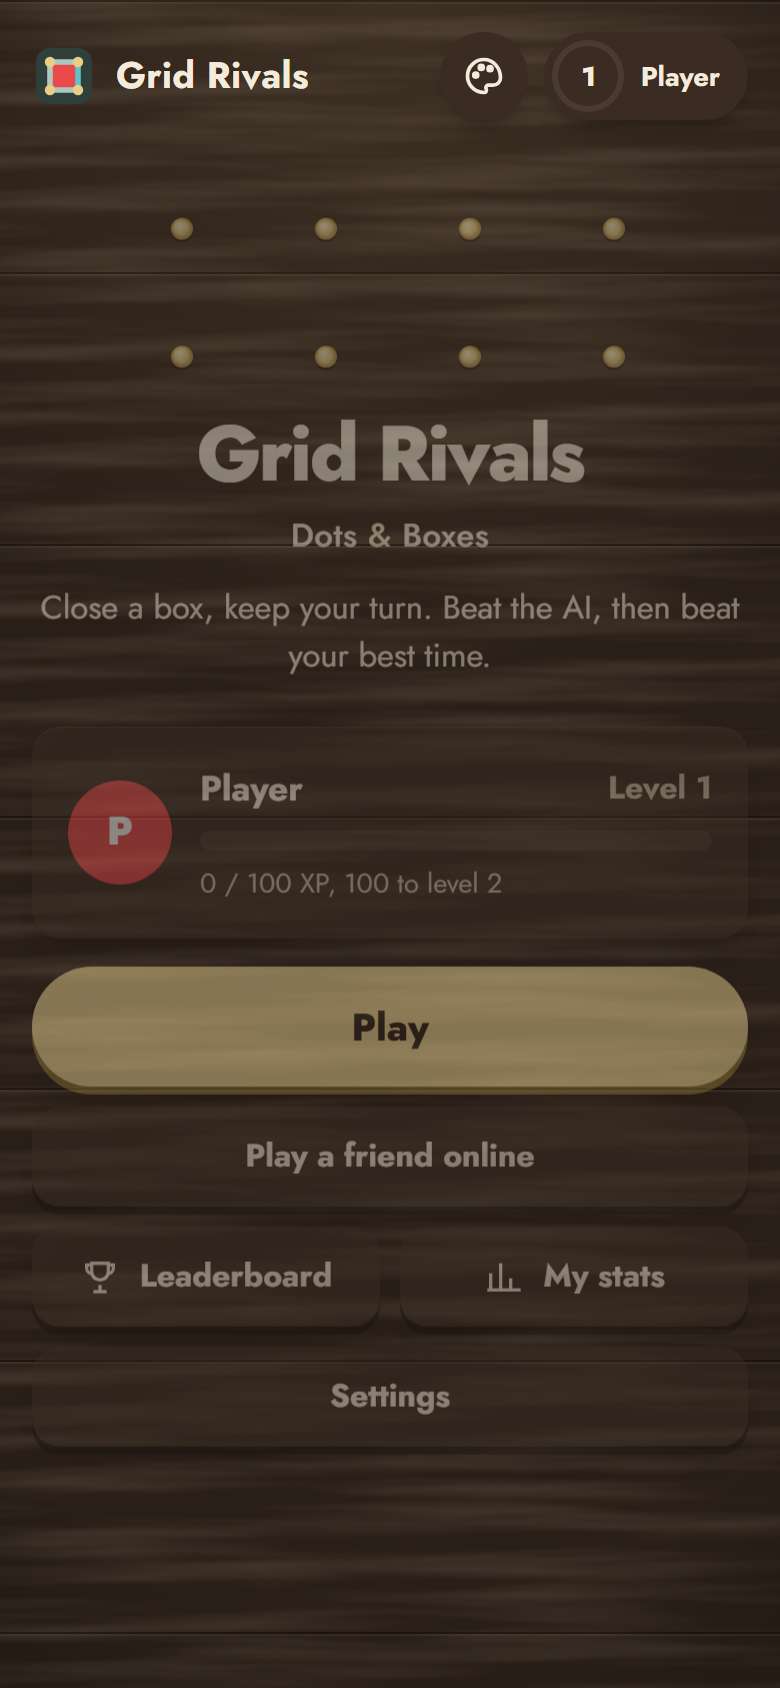 Grid Rivals
1 Player
Grid Rivals
Dots & Boxes
Close a box, keep your turn. Beat the AI, then beat
your best time.
P
Player
Level 1
0 / 100 XP, 100 to level 2
Play
Play a friend online
Leaderboard
My stats
Settings